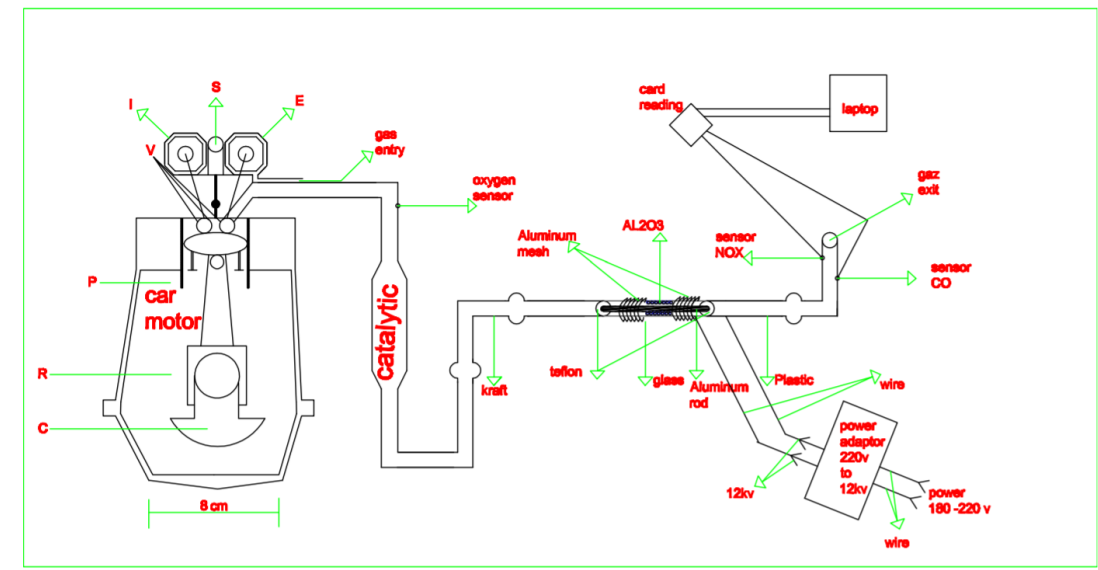 S
I
E
V
gas
entry
oxygen
sensor
card
reading
laptop
gaz
exit
Aluminum
mesh
AL2O3
sensor
NOX
sensor
CO
P
car
motor
catalytic
R
C
8 cm
kraft
teflon
glass
Aluminum
rod
Plastic
wire
power
adaptor
220v
to
12kv
12kv
power
180 -220 v
wire